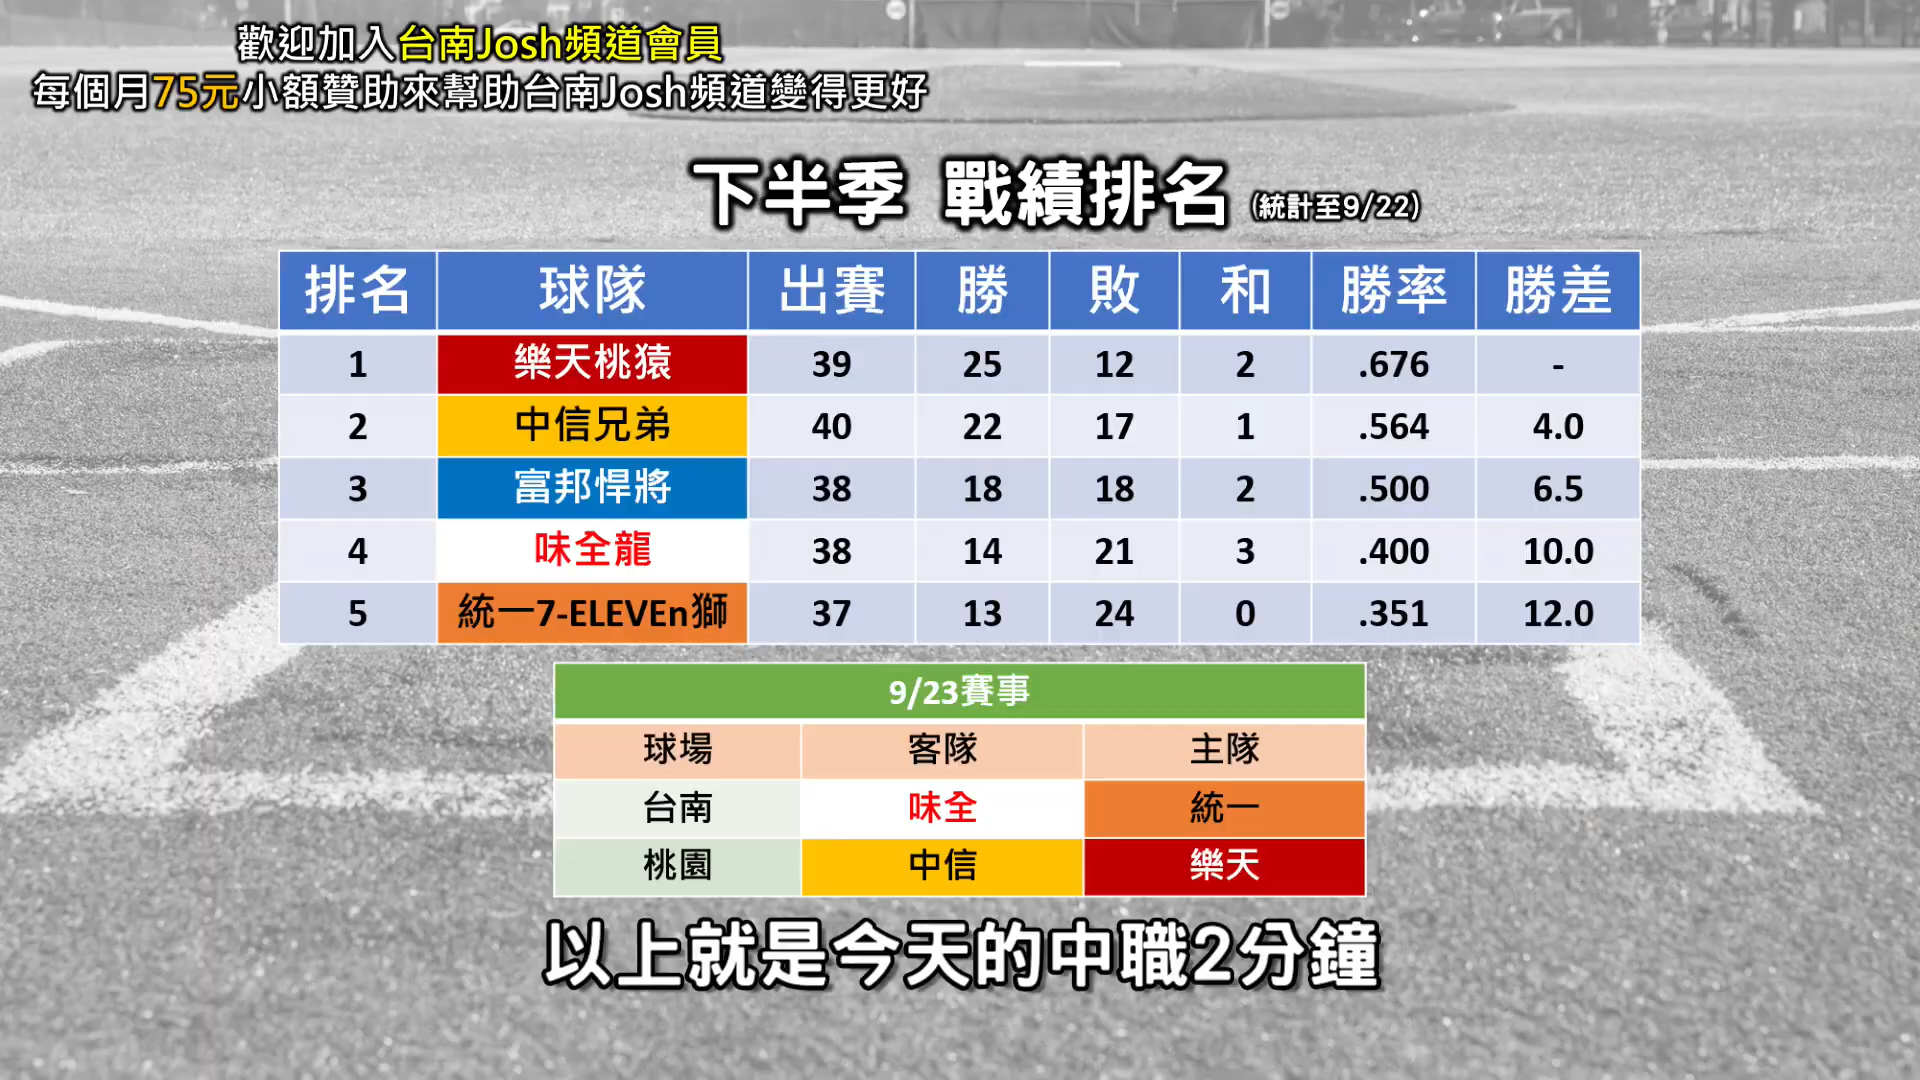 歡迎加入台南Josh頻道會員
每個月75元小額贊助來幫助台南Josh頻道變得更好
下半季 戰績排名 (統計至9/22)
排名 球隊 出賽 勝 敗 和 勝率 勝差
1 樂天桃猿 39 25 12 2 .676 -
2 中信兄弟 40 22 17 1 .564 4.0
3 富邦悍將 38 18 18 2 .500 6.5
4 味全龍 38 14 21 3 .400 10.0
5 統一7-ELEVEn獅 37 13 24 0 .351 12.0
9/23賽事
球場 客隊 主隊
台南 味全 統一
桃園 中信 樂天
以上就是今天的中職2分鐘